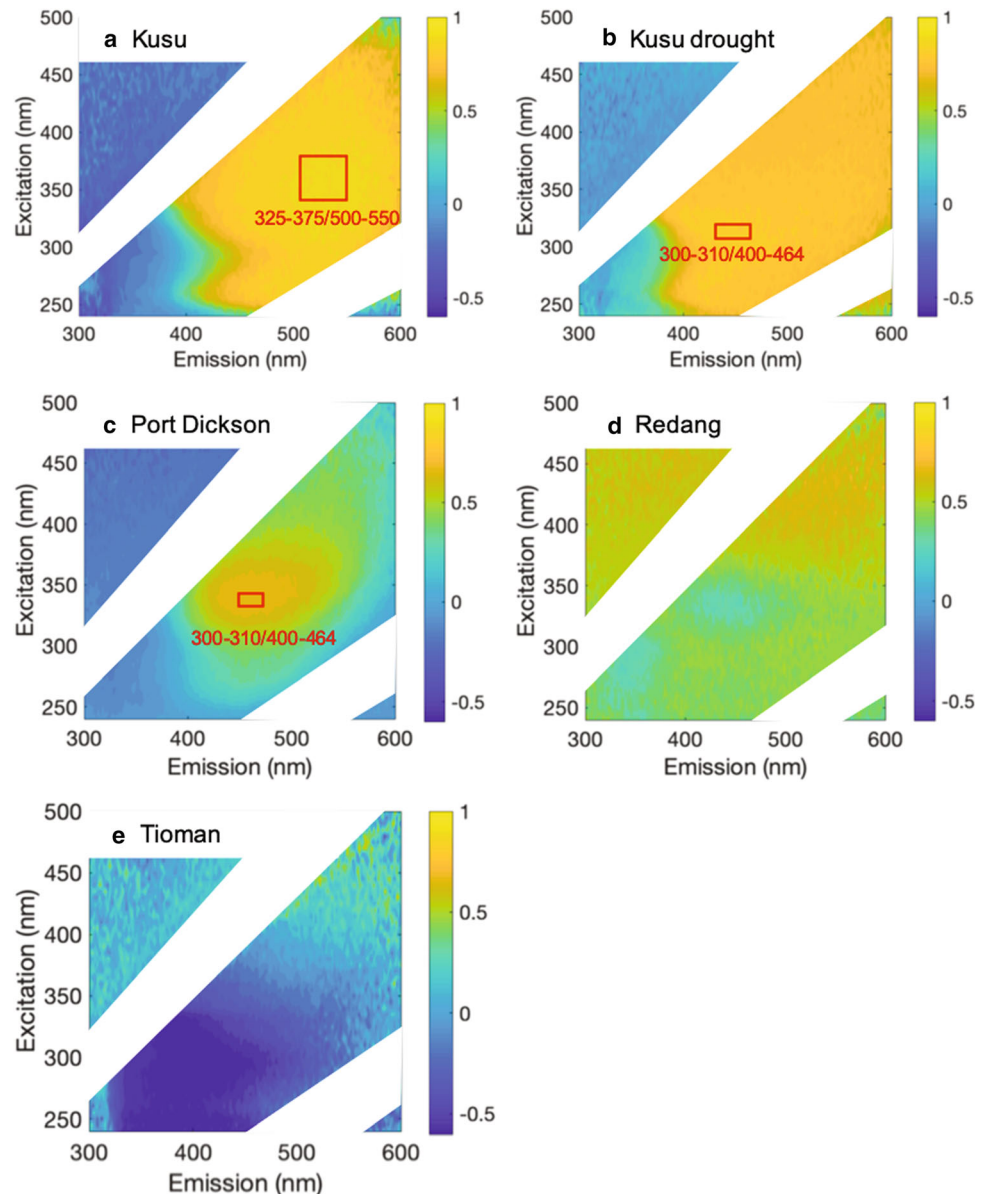 a Kusu
500
450
400
350
300
250
Excitation (nm)
325-375/500-550
300 400 500 600
Emission (nm)
1
0.5
0
-0.5
b Kusu drought
500
450
400
350
300
250
Excitation (nm)
300-310/400-464
300 400 500 600
Emission (nm)
1
0.5
0
-0.5
c Port Dickson
500
450
400
350
300
250
Excitation (nm)
300-310/400-464
300 400 500 600
Emission (nm)
1
0.5
0
-0.5
d Redang
500
450
400
350
300
250
Excitation (nm)
300 400 500 600
Emission (nm)
1
0.5
0
-0.5
e Tioman
500
450
400
350
300
250
Excitation (nm)
300 400 500 600
Emission (nm)
1
0.5
0
-0.5